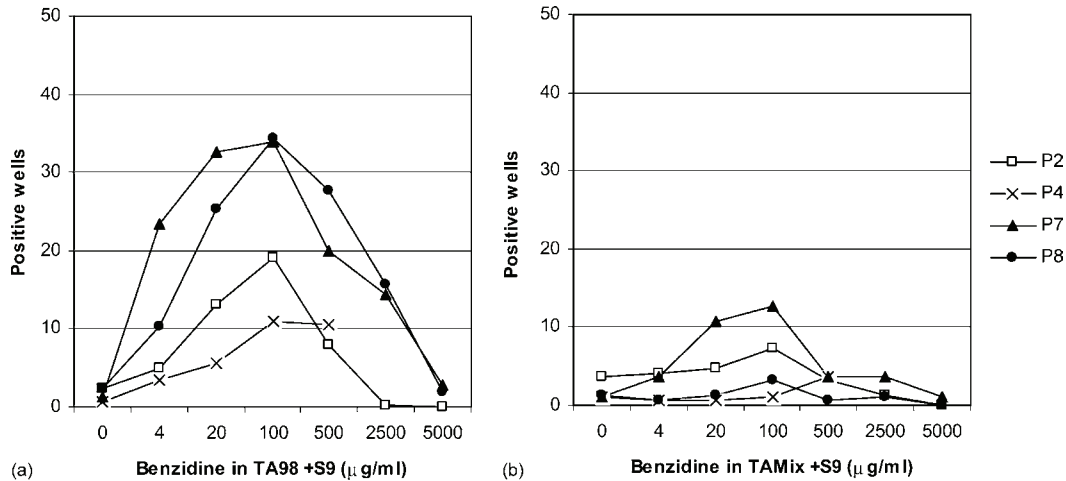 50
40
30
20
10
0
Positive wells
0 4 20 100 500 2500 5000
(a) Benzidine in TA98 +S9 (μ g/ml)
50
40
30
20
10
0
Positive wells
0 4 20 100 500 2500 5000
(b) Benzidine in TAMix +S9 (μ g/ml)
P2
P4
P7
P8